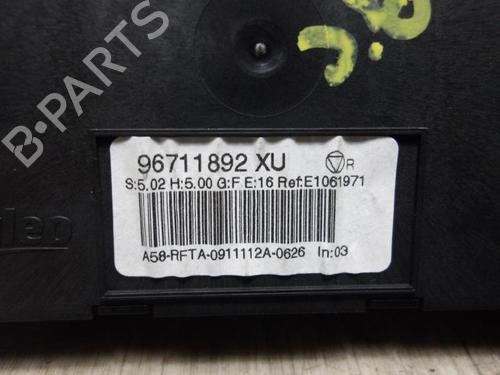 B-PARTS
96711892 XU
R
S:5.02 H:5.00 G:F E:16 Ref:E1061971
A58-RFTA-0911112A-0626 In:03